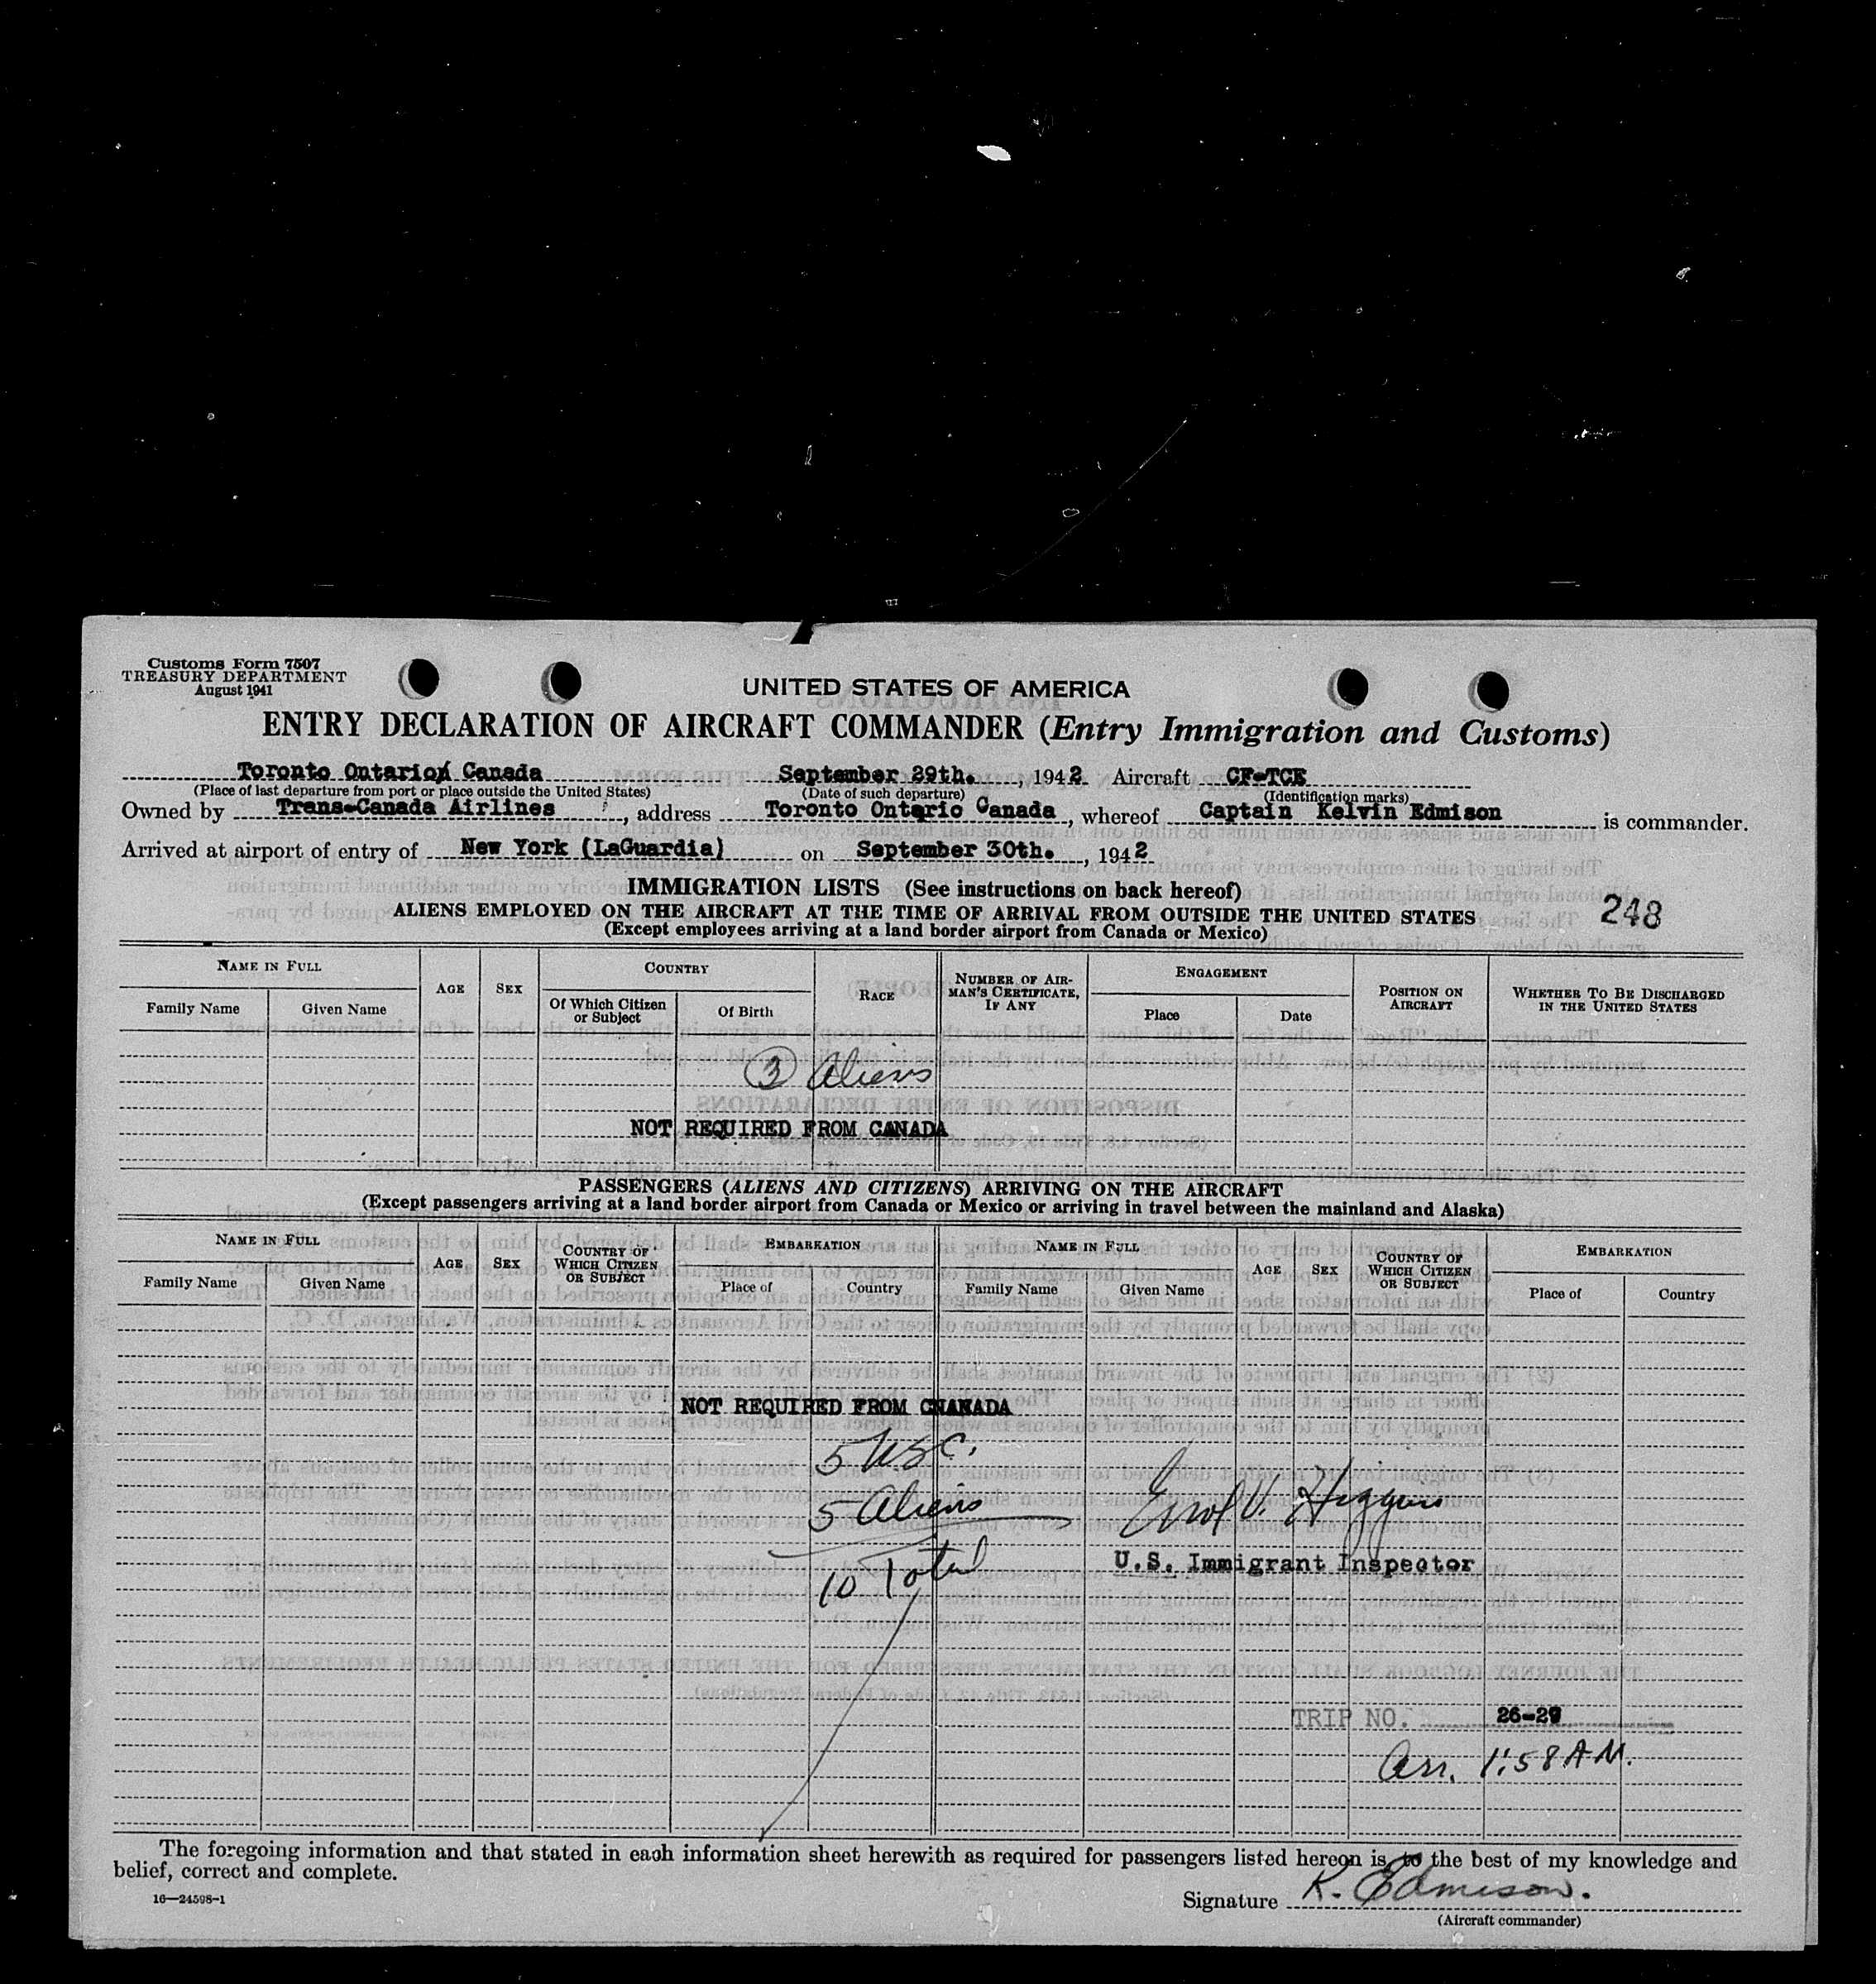 Customs Form 7507
TREASURY DEPARTMENT
August 1941
UNITED STATES OF AMERICA
ENTRY DECLARATION OF AIRCRAFT COMMANDER (Entry Immigration and Customs)
Toronto Ontario, Canada September 29th. , 1942 Aircraft CF-TCE
(Place of last departure from port or place outside the United States) (Date of such departure) (Identification marks)
Owned by Trans-Canada Airlines , address Toronto Ontario Canada , whereof Captain Kelvin Edmison is commander.
Arrived at airport of entry of New York (LaGuardia) on September 30th. , 1942
IMMIGRATION LISTS (See instructions on back hereof)
ALIENS EMPLOYED ON THE AIRCRAFT AT THE TIME OF ARRIVAL FROM OUTSIDE THE UNITED STATES 248
(Except employees arriving at a land border airport from Canada or Mexico)
NAME IN FULL AGE SEX COUNTRY RACE NUMBER OF AIR-MAN'S CERTIFICATE, IF ANY ENGAGEMENT POSITION ON AIRCRAFT WHETHER TO BE DISCHARGED IN THE UNITED STATES
Family Name Given Name Of Which Citizen or Subject Of Birth Place Date
3 Aliens
NOT REQUIRED FROM CANADA
PASSENGERS (ALIENS AND CITIZENS) ARRIVING ON THE AIRCRAFT
(Except passengers arriving at a land border airport from Canada or Mexico or arriving in travel between the mainland and Alaska)
NAME IN FULL AGE SEX COUNTRY OF WHICH CITIZEN OR SUBJECT EMBARKATION NAME IN FULL AGE SEX COUNTRY OF WHICH CITIZEN OR SUBJECT EMBARKATION
Family Name Given Name Place of Country Family Name Given Name Place of Country
NOT REQUIRED FROM CNANADA
5 USC.
5 Aliens
Errol V. Higgins
10 Total
U.S. Immigrant Inspector
TRIP NO. 26-29
Arr. 1:58 A.M.
The foregoing information and that stated in each information sheet herewith as required for passengers listed hereon is, to the best of my knowledge and
belief, correct and complete.
16—24598-1
Signature K. Edmison.
(Aircraft commander)